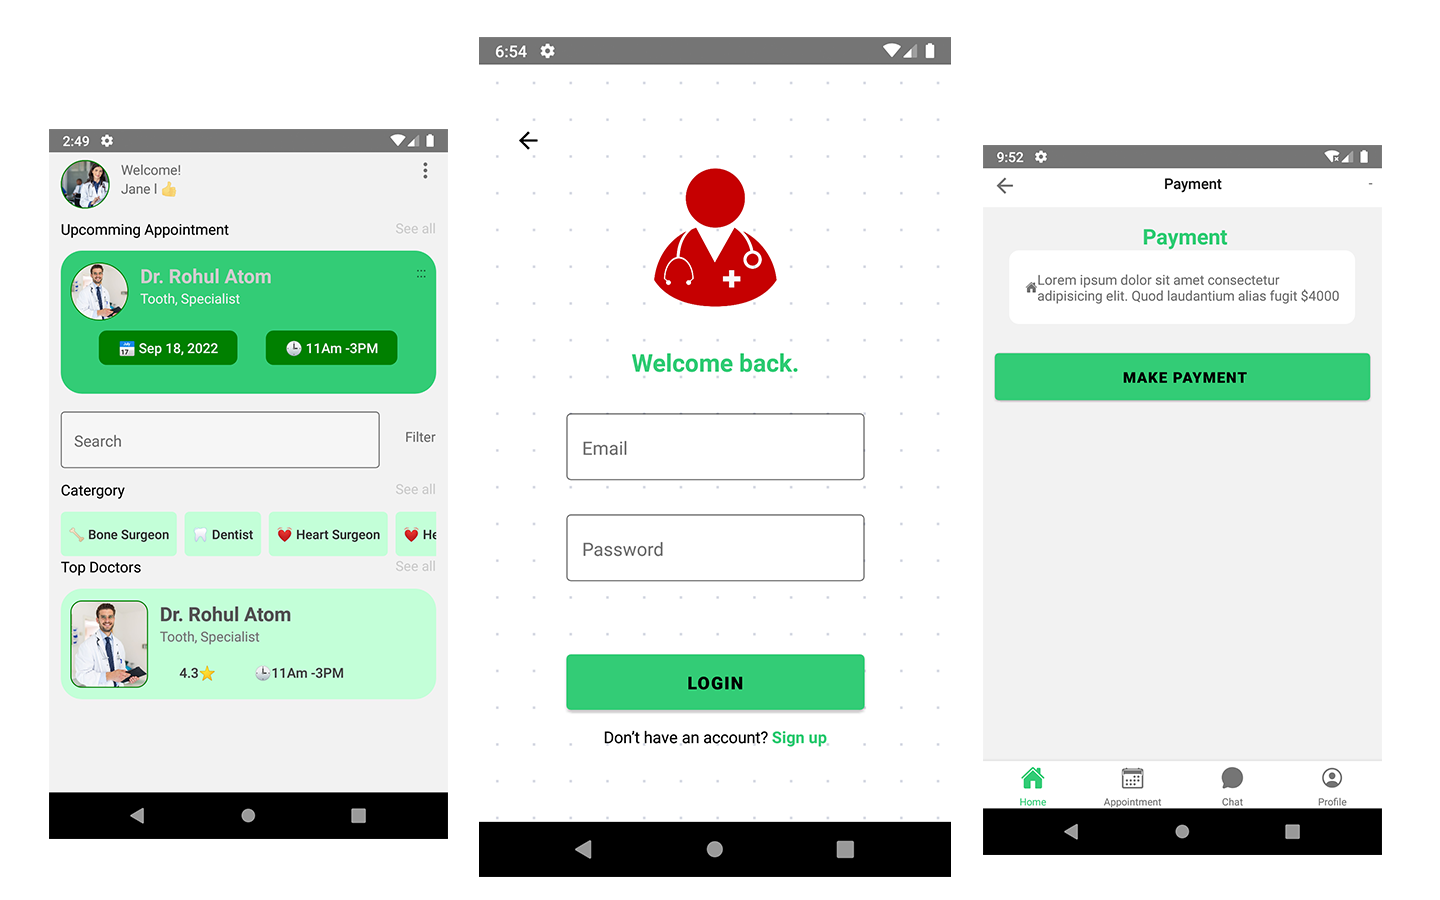 2:49
Welcome!
Jane l 👍
Upcomming Appointment See all
Dr. Rohul Atom
Tooth, Specialist
Sep 18, 2022 11Am -3PM
Search Filter
Catergory See all
Bone Surgeon Dentist Heart Surgeon He
Top Doctors See all
Dr. Rohul Atom
Tooth, Specialist
4.3⭐ 11Am -3PM
6:54
Welcome back.
Email
Password
LOGIN
Don't have an account? Sign up
9:52
Payment -
Payment
Lorem ipsum dolor sit amet consectetur
adipisicing elit. Quod laudantium alias fugit $4000
MAKE PAYMENT
Home Appointment Chat Profile